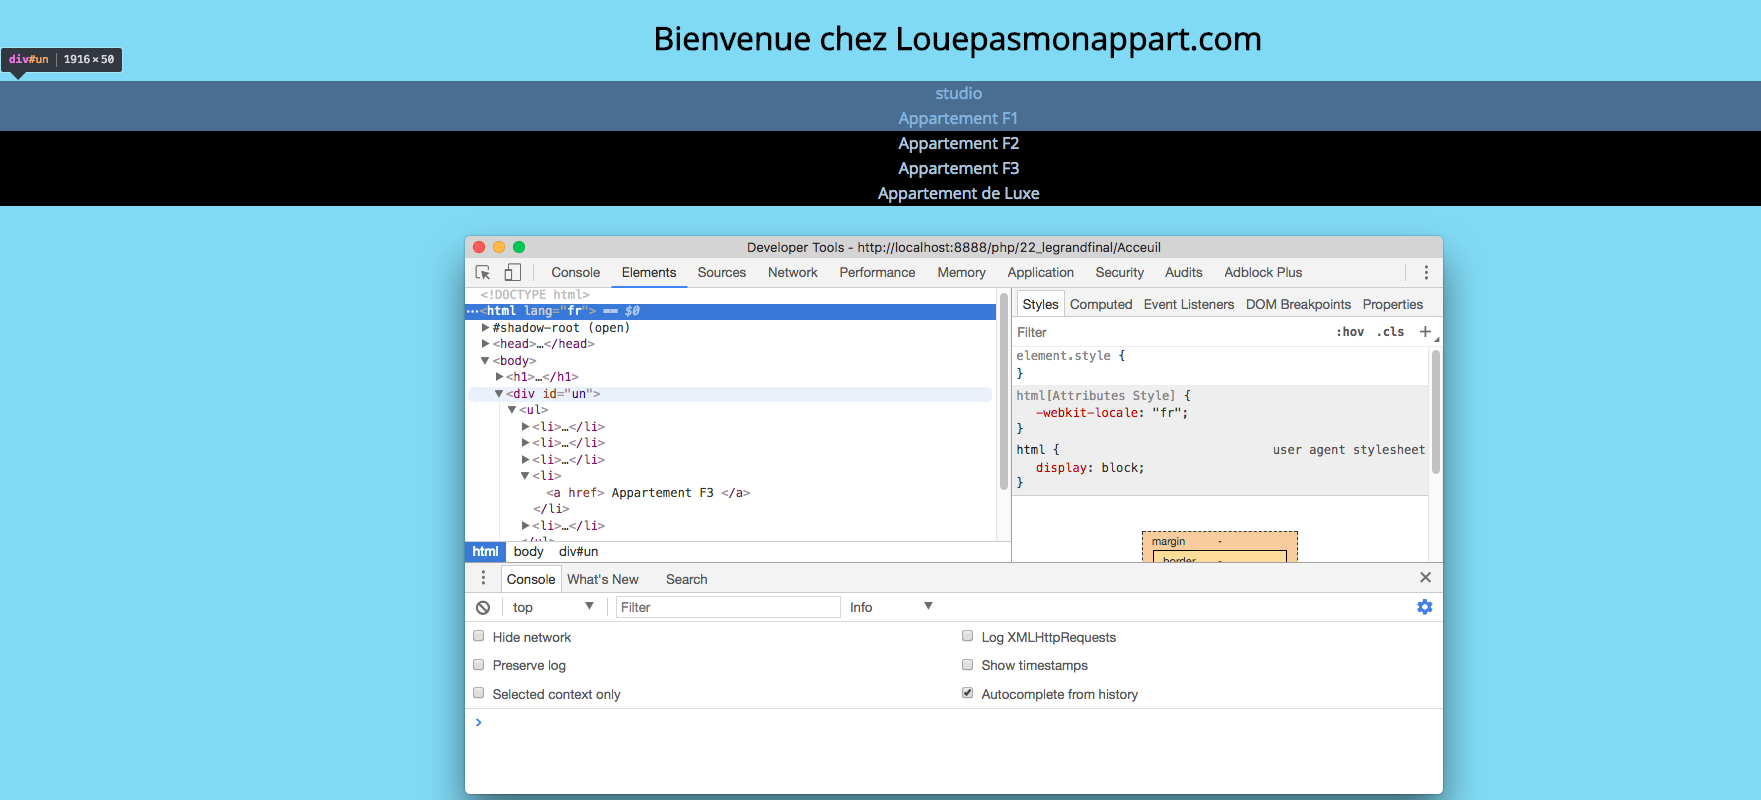 Bienvenue chez Louepasmonappart.com
div#un | 1916 × 50
studio
Appartement F1
Appartement F2
Appartement F3
Appartement de Luxe
Developer Tools - http://localhost:8888/php/22_legrandfinal/Acceuil
Console Elements Sources Network Performance Memory Application Security Audits Adblock Plus
<!DOCTYPE html>
…<html lang="fr"> == $0
▶#shadow-root (open)
▶<head>…</head>
▼<body>
▶<h1>…</h1>
▼<div id="un">
▼<ul>
▶<li>…</li>
▶<li>…</li>
▶<li>…</li>
▼<li>
<a href> Appartement F3 </a>
</li>
▶<li>…</li>
</ul>
html body div#un
Styles Computed Event Listeners DOM Breakpoints Properties
Filter :hov .cls +
element.style {
}
html[Attributes Style] {
-webkit-locale: "fr";
}
html { user agent stylesheet
display: block;
}
margin -
border -
Console What's New Search
top ▼ Filter Info ▼
Hide network
Log XMLHttpRequests
Preserve log
Show timestamps
Selected context only
Autocomplete from history
>